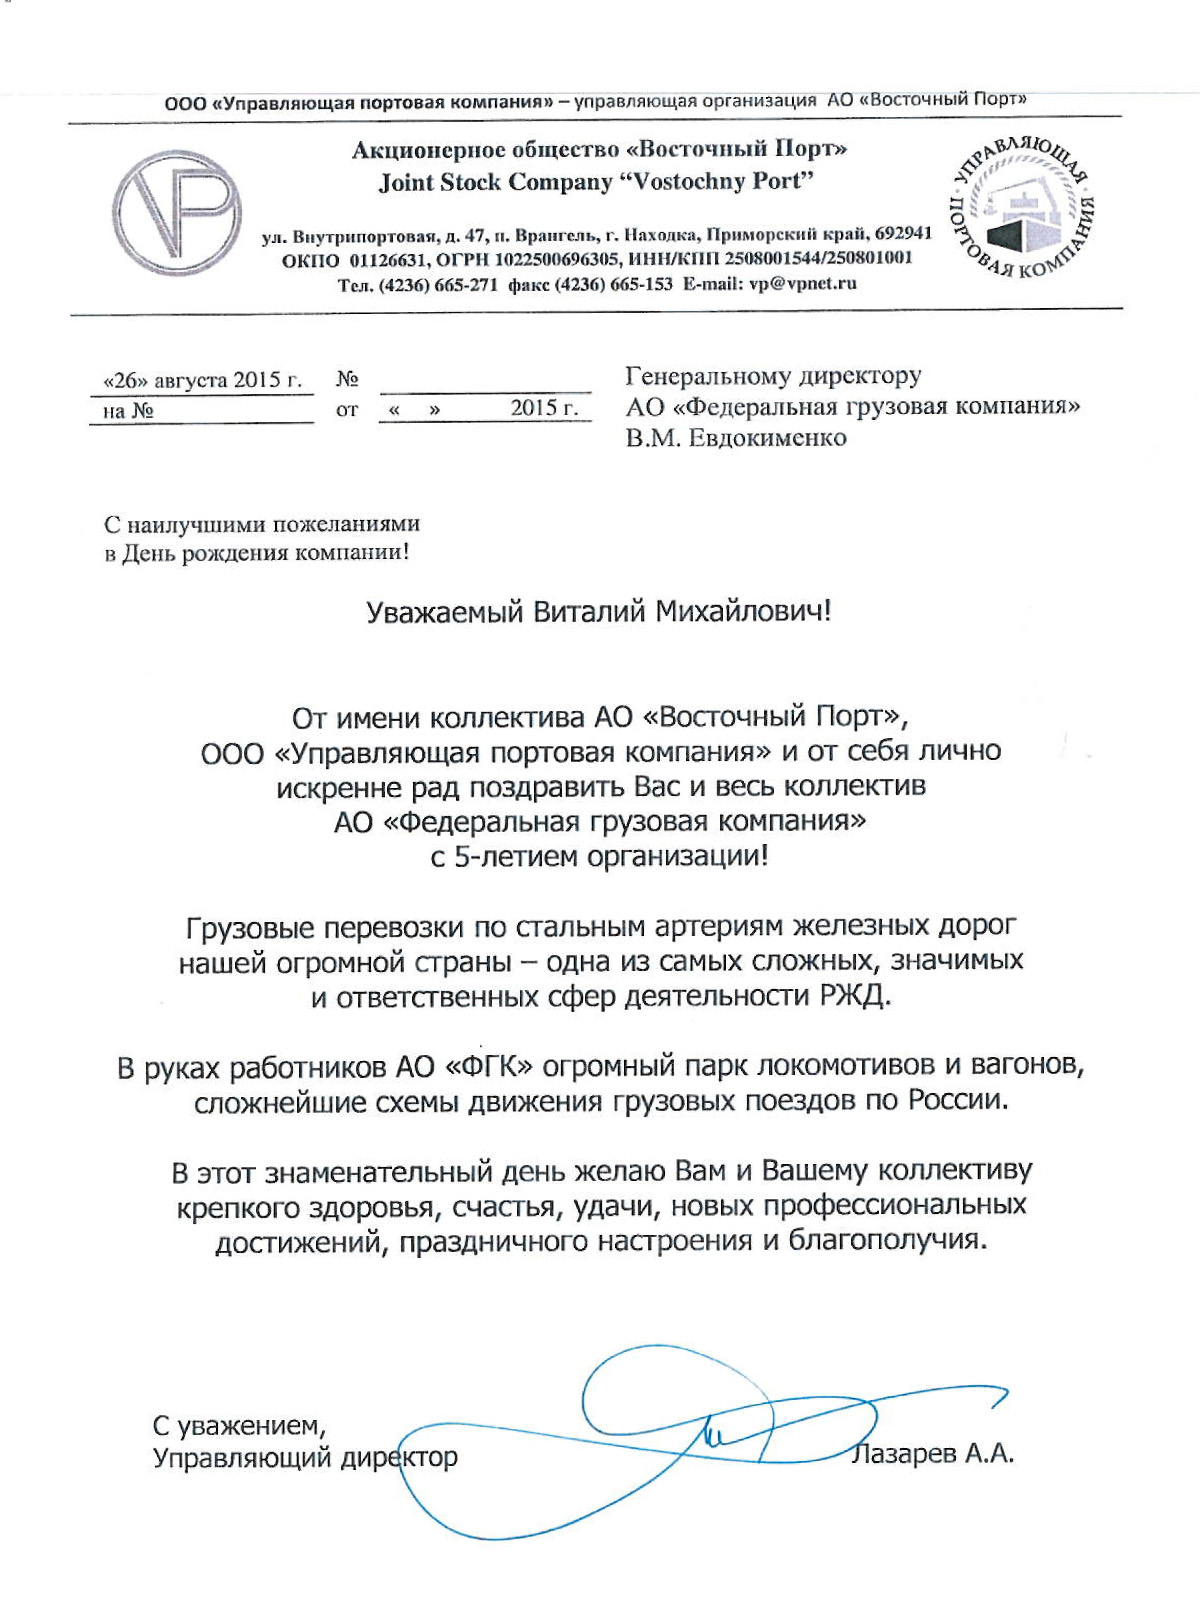 ООО «Управляющая портовая компания» – управляющая организация АО «Восточный Порт»
Акционерное общество «Восточный Порт»
Joint Stock Company “Vostochny Port”
ул. Внутрипортовая, д. 47, п. Врангель, г. Находка, Приморский край, 692941
ОКПО 01126631, ОГРН 1022500696305, ИНН/КПП 2508001544/250801001
Тел. (4236) 665-271 факс (4236) 665-153 E-mail: vp@vpnet.ru
VP
УПРАВЛЯЮЩАЯ
ПОРТОВАЯ КОМПАНИЯ
«26» августа 2015 г. №
на № от « » 2015 г.
Генеральному директору
АО «Федеральная грузовая компания»
В.М. Евдокименко
С наилучшими пожеланиями
в День рождения компании!
Уважаемый Виталий Михайлович!
От имени коллектива АО «Восточный Порт»,
ООО «Управляющая портовая компания» и от себя лично
искренне рад поздравить Вас и весь коллектив
АО «Федеральная грузовая компания»
с 5-летием организации!
Грузовые перевозки по стальным артериям железных дорог
нашей огромной страны – одна из самых сложных, значимых
и ответственных сфер деятельности РЖД.
В руках работников АО «ФГК» огромный парк локомотивов и вагонов,
сложнейшие схемы движения грузовых поездов по России.
В этот знаменательный день желаю Вам и Вашему коллективу
крепкого здоровья, счастья, удачи, новых профессиональных
достижений, праздничного настроения и благополучия.
С уважением,
Управляющий директор Лазарев А.А.